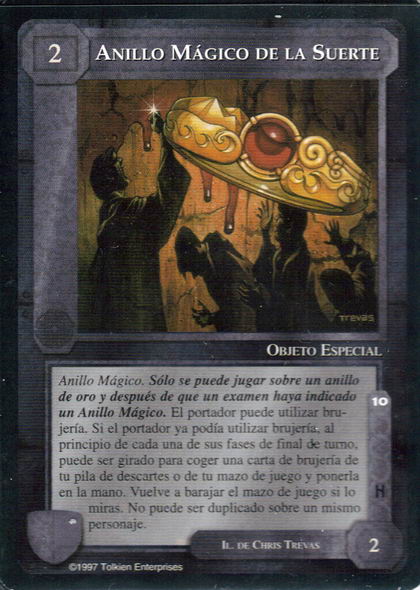 2
ANILLO MÁGICO DE LA SUERTE
TREVAS
OBJETO ESPECIAL
Anillo Mágico. Sólo se puede jugar sobre un anillo
de oro y después de que un examen haya indicado
un Anillo Mágico. El portador puede utilizar bru-
jería. Si el portador ya podía utilizar brujería, al
principio de cada una de sus fases de final de turno,
puede ser girado para coger una carta de brujería de
tu pila de descartes o de tu mazo de juego y ponerla
en la mano. Vuelve a barajar el mazo de juego si lo
miras. No puede ser duplicado sobre un mismo
personaje.
10
H
IL. DE CHRIS TREVAS
2
©1997 Tolkien Enterprises